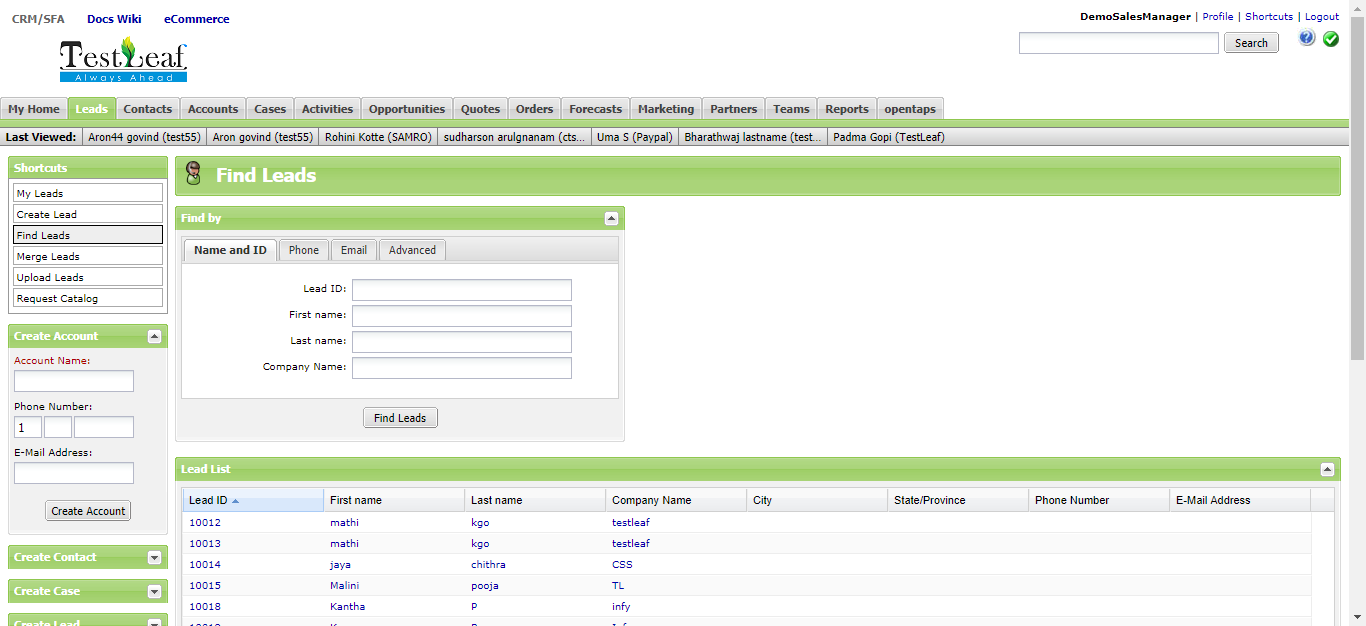 CRM/SFA Docs Wiki eCommerce
DemoSalesManager | Profile | Shortcuts | Logout
TestLeaf
Always Ahead
Search
My Home Leads Contacts Accounts Cases Activities Opportunities Quotes Orders Forecasts Marketing Partners Teams Reports opentaps
Last Viewed: Aron44 govind (test55) Aron govind (test55) Rohini Kotte (SAMRO) sudharson arulgnanam (cts... Uma S (Paypal) Bharathwaj lastname (test... Padma Gopi (TestLeaf)
Shortcuts
My Leads
Create Lead
Find Leads
Merge Leads
Upload Leads
Request Catalog
Create Account
Account Name:
Phone Number:
1
E-Mail Address:
Create Account
Create Contact
Create Case
Create Lead
Find Leads
Find by
Name and ID Phone Email Advanced
Lead ID:
First name:
Last name:
Company Name:
Find Leads
Lead List
Lead ID First name Last name Company Name City State/Province Phone Number E-Mail Address
10012 mathi kgo testleaf
10013 mathi kgo testleaf
10014 jaya chithra CSS
10015 Malini pooja TL
10018 Kantha P infy